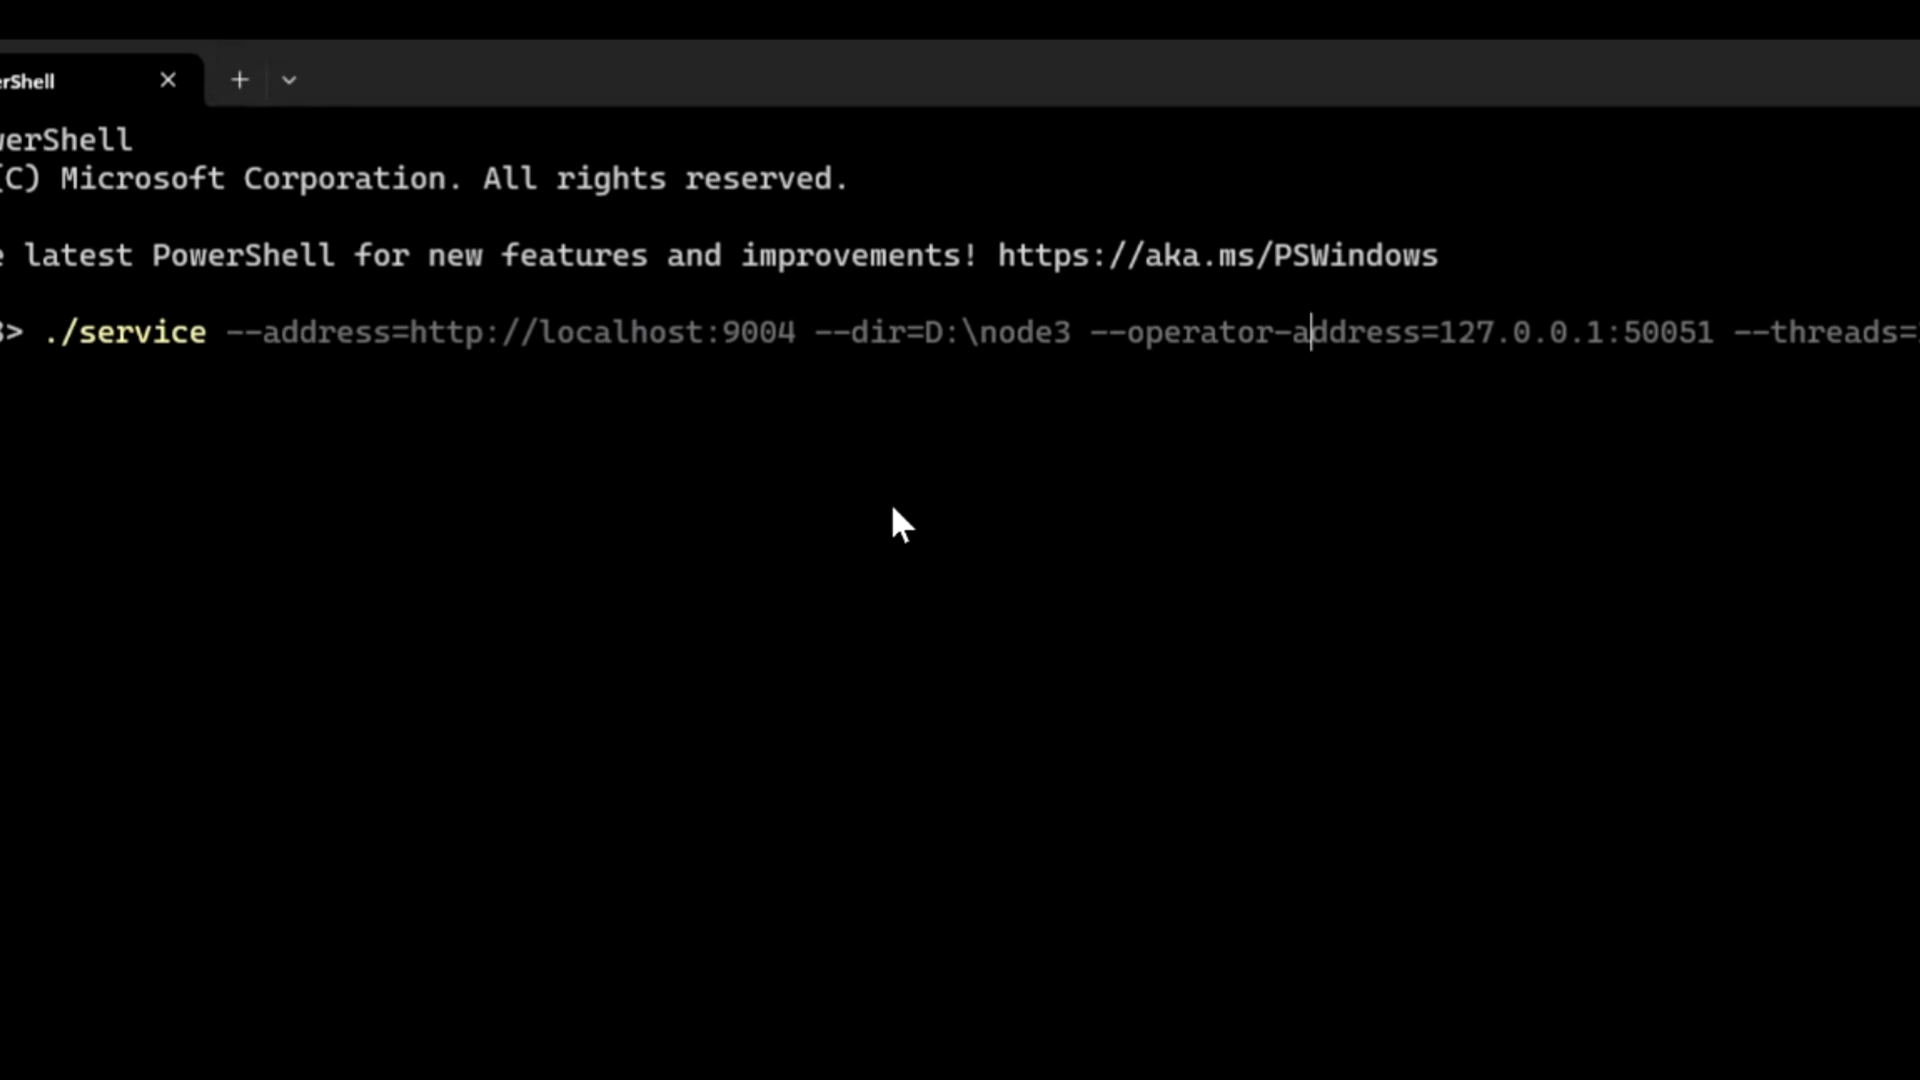 erShell
werShell
(C) Microsoft Corporation. All rights reserved.
e latest PowerShell for new features and improvements! https://aka.ms/PSWindows
> ./service --address=http://localhost:9004 --dir=D:\node3 --operator-address=127.0.0.1:50051 --threads=